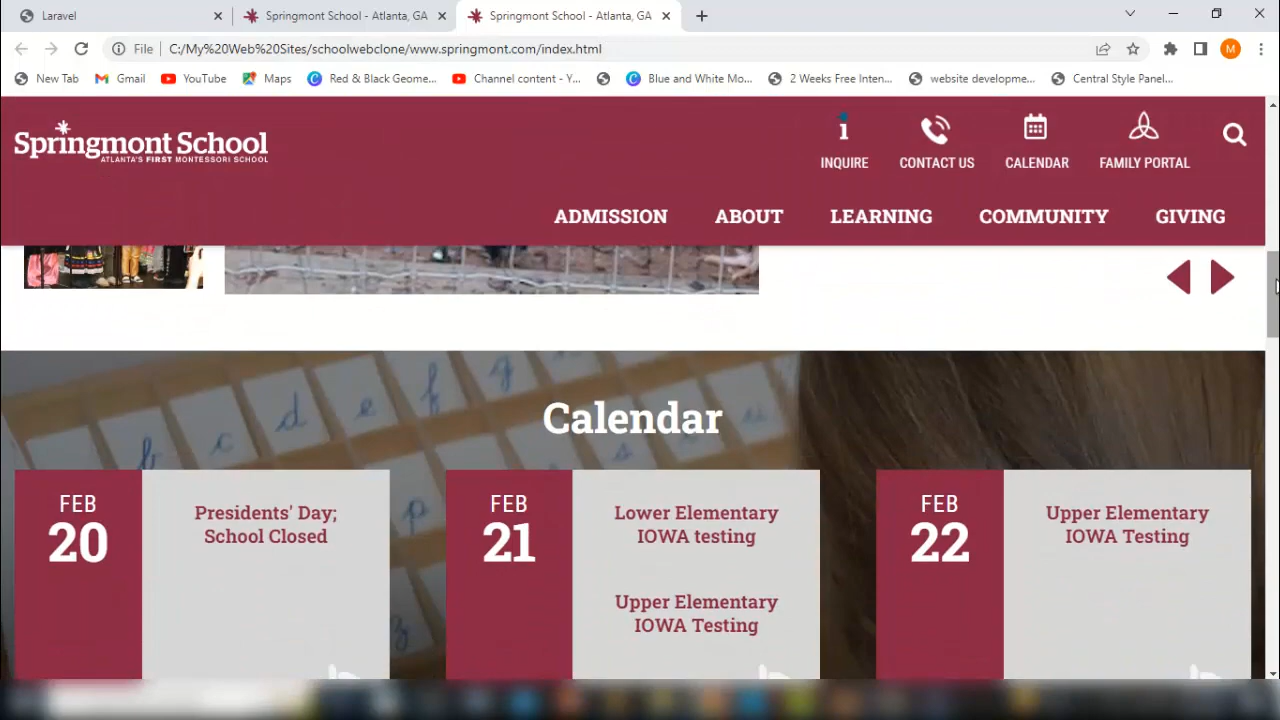 Laravel
Springmont School - Atlanta, GA
Springmont School - Atlanta, GA
File
C:/My%20Web%20Sites/schoolwebclone/www.springmont.com/index.html
M
New Tab
Gmail
YouTube
Maps
Red & Black Geome...
Channel content - Y...
Blue and White Mo...
2 Weeks Free Inten...
website developme...
Central Style Panel...
Springmont School
ATLANTA'S FIRST MONTESSORI SCHOOL
INQUIRE
CONTACT US
CALENDAR
FAMILY PORTAL
ADMISSION
ABOUT
LEARNING
COMMUNITY
GIVING
b c d e f g
Calendar
p
z
FEB
20
Presidents' Day;
School Closed
FEB
21
Lower Elementary
IOWA testing
Upper Elementary
IOWA Testing
FEB
22
Upper Elementary
IOWA Testing